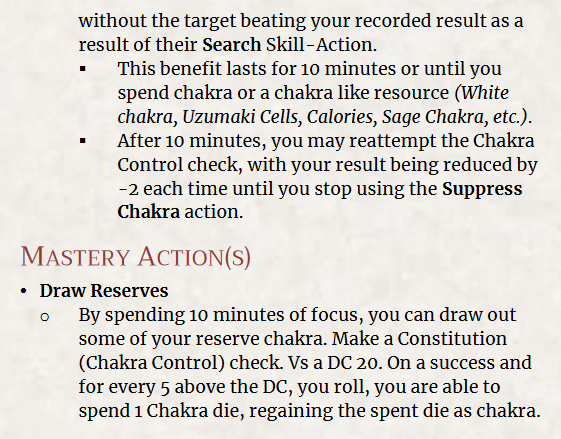 without the target beating your recorded result as a
result of their Search Skill-Action.
▪ This benefit lasts for 10 minutes or until you
spend chakra or a chakra like resource (White
chakra, Uzumaki Cells, Calories, Sage Chakra, etc.).
▪ After 10 minutes, you may reattempt the Chakra
Control check, with your result being reduced by
-2 each time until you stop using the Suppress
Chakra action.
Mastery Action(s)
• Draw Reserves
o By spending 10 minutes of focus, you can draw out
some of your reserve chakra. Make a Constitution
(Chakra Control) check. Vs a DC 20. On a success and
for every 5 above the DC, you roll, you are able to
spend 1 Chakra die, regaining the spent die as chakra.